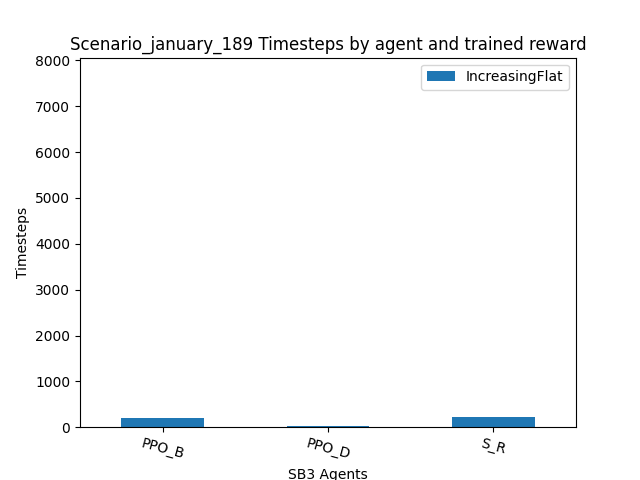 Scenario_january_189 Timesteps by agent and trained reward
IncreasingFlat
8000
7000
6000
5000
4000
3000
2000
1000
0
Timesteps
PPO_B
PPO_D
S_R
SB3 Agents